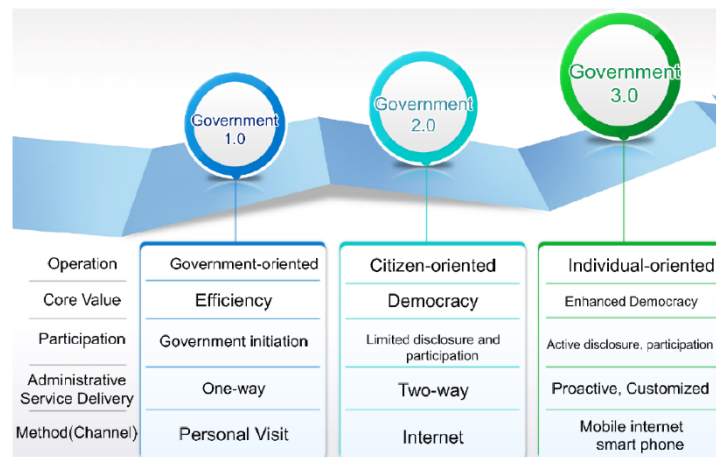 Government
1.0
Government
2.0
Government
3.0
Operation
Government-oriented
Citizen-oriented
Individual-oriented
Core Value
Efficiency
Democracy
Enhanced Democracy
Participation
Government initiation
Limited disclosure and
participation
Active disclosure, participation
Administrative
Service Delivery
One-way
Two-way
Proactive, Customized
Method(Channel)
Personal Visit
Internet
Mobile internet
smart phone